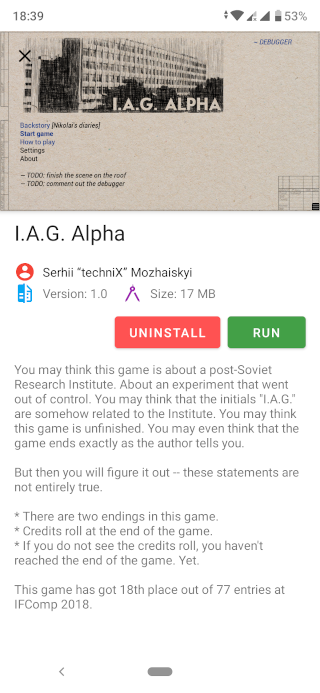 18:39
53%
~ DEBUGGER
I.A.G. ALPHA
Backstory [Nikolai's diaries]
Start game
How to play
Settings
About
~ TODO: finish the scene on the roof
~ TODO: comment out the debugger
I.A.G. Alpha
Serhii “techniX” Mozhaiskyi
Version: 1.0 Size: 17 MB
UNINSTALL RUN
You may think this game is about a post-Soviet
Research Institute. About an experiment that went
out of control. You may think that the initials "I.A.G."
are somehow related to the Institute. You may think
this game is unfinished. You may even think that the
game ends exactly as the author tells you.
But then you will figure it out -- these statements are
not entirely true.
* There are two endings in this game.
* Credits roll at the end of the game.
* If you do not see the credits roll, you haven't
reached the end of the game. Yet.
This game has got 18th place out of 77 entries at
IFComp 2018.